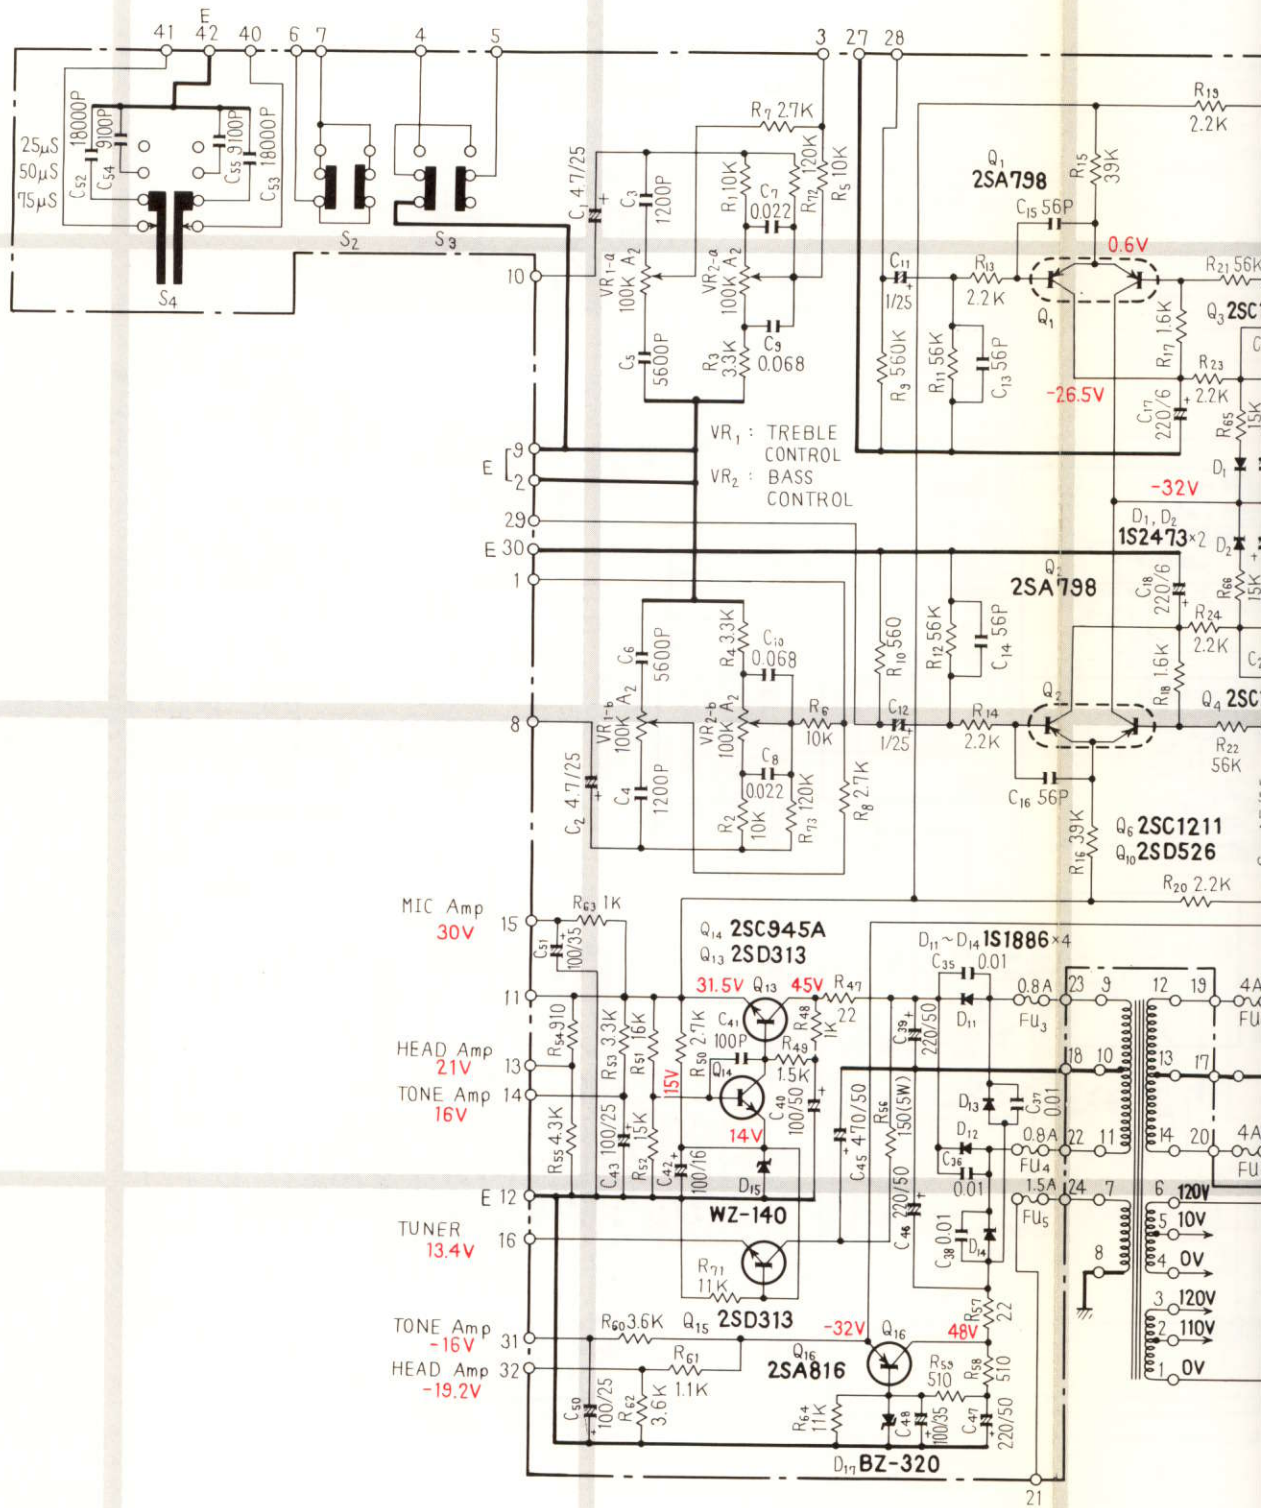 E
41 42 40 6 7 4 5 3 27 28
25µS
50µS
75µS
C52 18000P
C54 9100P
C55 9100P
C53 18000P
S4
S2
S3
10
R7 2.7K
C1 4.7/25
C3 1200P
R1 10K
C7 0.022
R72 120K
R5 10K
VR1-a 100K A2
VR2-a 100K A2
C5 5600P
R3 3.3K
C9 0.068
R19 2.2K
R15 39K
Q1 2SA798
C15 56P
0.6V
C11 1/25
R13 2.2K
Q1
R21 56K
Q3 2SC1
R9 560K
R11 56K
C13 56P
R17 1.6K
R23 2.2K
-26.5V
C17 220/6
R65 15K
D1
VR1 : TREBLE CONTROL
VR2 : BASS CONTROL
-32V
E
9
2
29
E 30
1
D1, D2
1S2473×2
D2
Q2
2SA798
C18 220/6
R66 15K
R24 2.2K
R10 560
R12 56K
C14 56P
R18 1.6K
C6 5600P
R4 3.3K
C10 0.068
8
VR1-b 100K A2
VR2-b 100K A2
R6 10K
C12 1/25
R14 2.2K
Q2
Q4 2SC
R22 56K
C2 4.7/25
C4 1200P
C8 0.022
R2 10K
R73 120K
R8 2.7K
C16 56P
R16 39K
Q6 2SC1211
Q10 2SD526
R20 2.2K
MIC Amp 15
30V
R63 1K
C51 100/35
Q14 2SC945A
Q13 2SD313
D11~D14 1S1886×4
C35 0.01
31.5V
Q13
45V
R47 22
0.8A
FU3
23 9 12 19
4A
FU
11
R54 910
R53 3.3K
R51 16K
R50 2.7K
C41 100P
R48 1K
R49 1.5K
C39 220/50
D11
18 10 13 17
HEAD Amp 13
21V
TONE Amp 14
16V
15V
Q14
14V
C40 100/50
C45 470/50
R56 150(5W)
D13
C37 0.01
D12
C36 0.01
0.8A
FU4
22 11 14 20
4A
FU
R55 4.3K
C43 100/25
R52 15K
C42 100/16
D15
WZ-140
C46 220/50
C38 0.01
D14
1.5A
FU5
24 7
6 120V
5 10V
4 0V
8
3 120V
2 110V
1 0V
E 12
TUNER 16
13.4V
R71 11K
Q15 2SD313
R57 22
TONE Amp 31
-16V
R60 3.6K
-32V
Q16
48V
HEAD Amp 32
-19.2V
R61 1.1K
Q16
2SA816
R59 510
R58 510
C50 100/25
R62 3.6K
R64 11K
C48 100/35
C47 220/50
D17 BZ-320
21